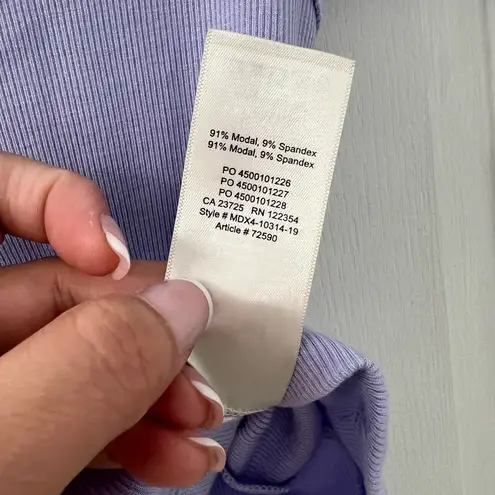 91% Modal, 9% Spandex
91% Modal, 9% Spandex
PO 4500101226
PO 4500101227
PO 4500101228
CA 23725 RN 122354
Style # MDX4-10314-19
Article # 72590